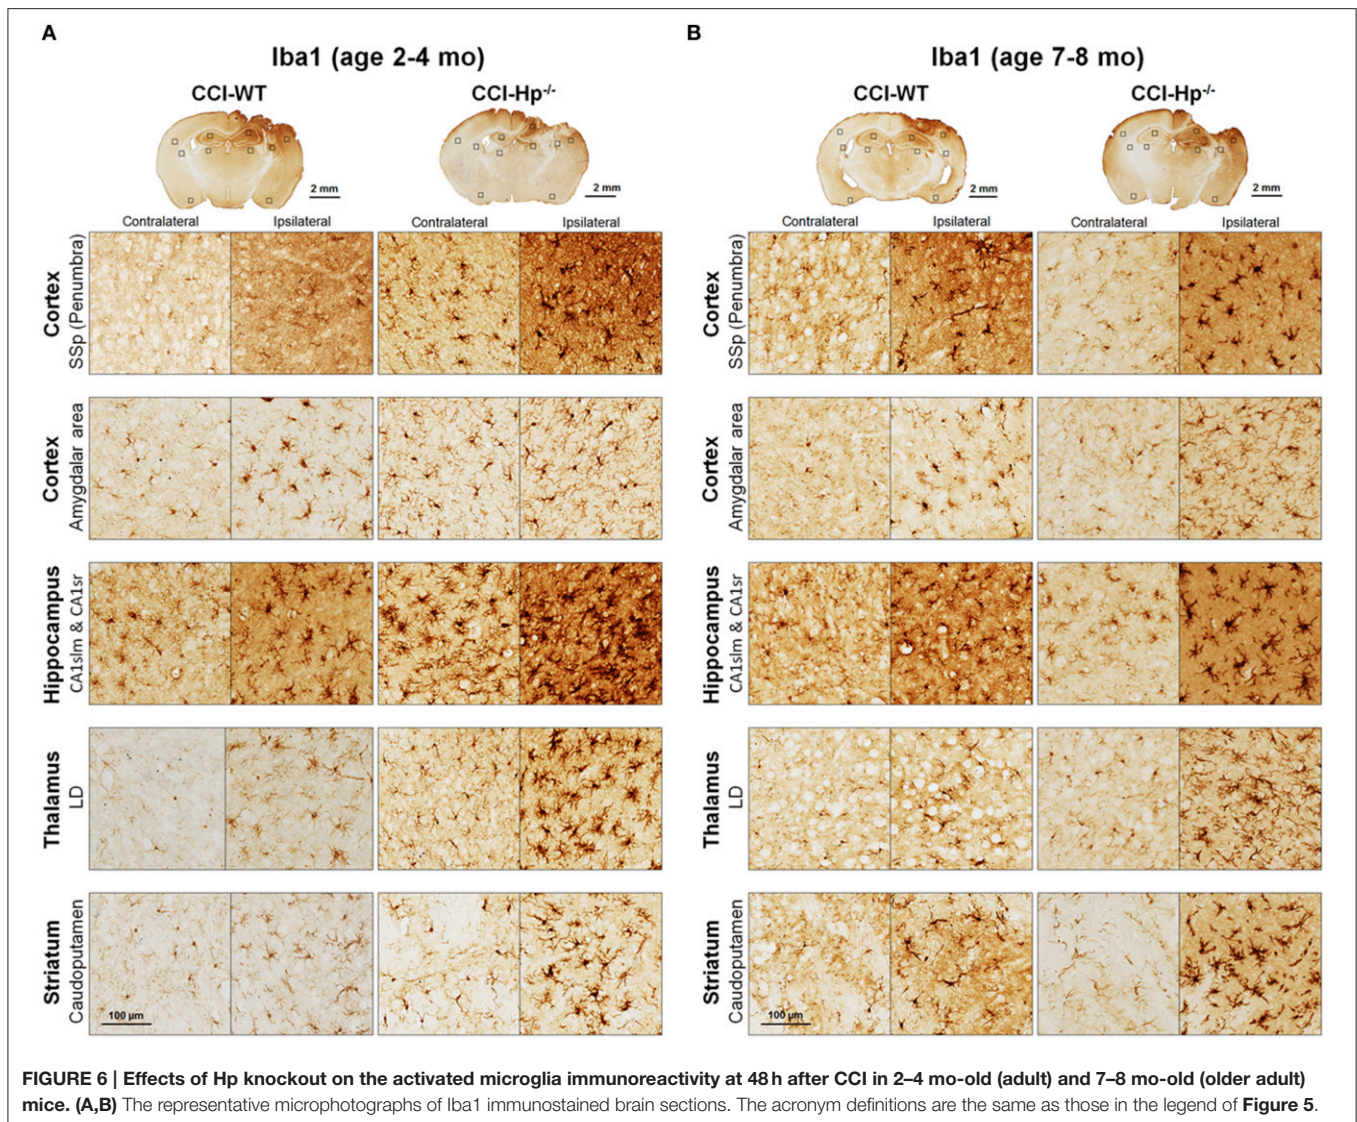 A
Iba1 (age 2-4 mo)
CCI-WT
CCI-Hp-/-
2 mm
2 mm
Contralateral
Ipsilateral
Contralateral
Ipsilateral
Cortex
SSp (Penumbra)
Cortex
Amygdalar area
Hippocampus
CA1slm & CA1sr
Thalamus
LD
Striatum
Caudoputamen
100 µm
B
Iba1 (age 7-8 mo)
CCI-WT
CCI-Hp-/-
2 mm
2 mm
Contralateral
Ipsilateral
Contralateral
Ipsilateral
Cortex
SSp (Penumbra)
Cortex
Amygdalar area
Hippocampus
CA1slm & CA1sr
Thalamus
LD
Striatum
Caudoputamen
100 µm
FIGURE 6 | Effects of Hp knockout on the activated microglia immunoreactivity at 48 h after CCI in 2–4 mo-old (adult) and 7–8 mo-old (older adult)
mice. (A,B) The representative microphotographs of Iba1 immunostained brain sections. The acronym definitions are the same as those in the legend of Figure 5.